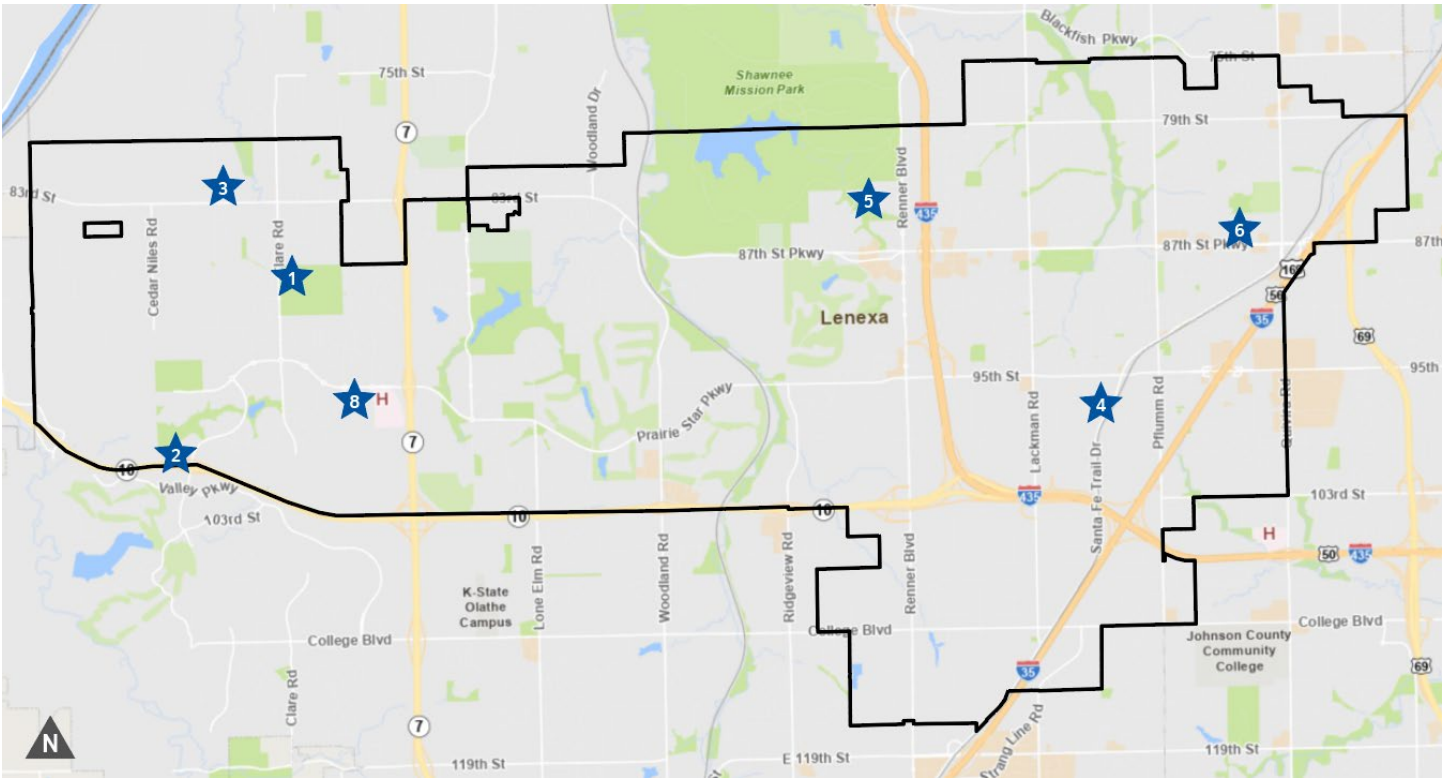 Blackfish Pkwy
75th St
75th St
Shawnee
Mission Park
7
Woodland Dr
79th St
83rd St
3
83rd St
5
Renner Blvd
435
6
Cedar Niles Rd
Clare Rd
1
87th St Pkwy
87th St Pkwy
87th
169
56
35
69
Lenexa
95th St
95th
8
H
7
Prairie Star Pkwy
4
Lackman Rd
Pflumm Rd
Quivira Rd
2
10
Valley Pkwy
103rd St
10
10
435
Santa Fe Trail Dr
103rd St
H
50
435
K-State
Olathe
Campus
Lone Elm Rd
Woodland Rd
Ridgeview Rd
Renner Blvd
College Blvd
College Blvd
College Blvd
Johnson County
Community
College
69
35
Clare Rd
7
Strang Line Rd
N
119th St
St
E 119th St
119th St